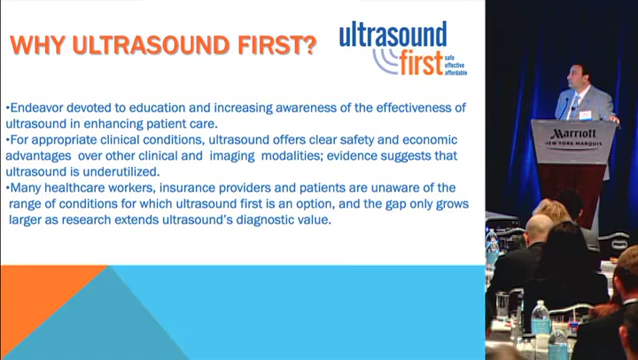 WHY ULTRASOUND FIRST?
ultrasound
first
safe
effective
affordable
•Endeavor devoted to education and increasing awareness of the effectiveness of
ultrasound in enhancing patient care.
•For appropriate clinical conditions, ultrasound offers clear safety and economic
advantages over other clinical and imaging modalities; evidence suggests that
ultrasound is underutilized.
•Many healthcare workers, insurance providers and patients are unaware of the
range of conditions for which ultrasound first is an option, and the gap only grows
larger as research extends ultrasound's diagnostic value.
Marriott
NEW YORK MARQUIS